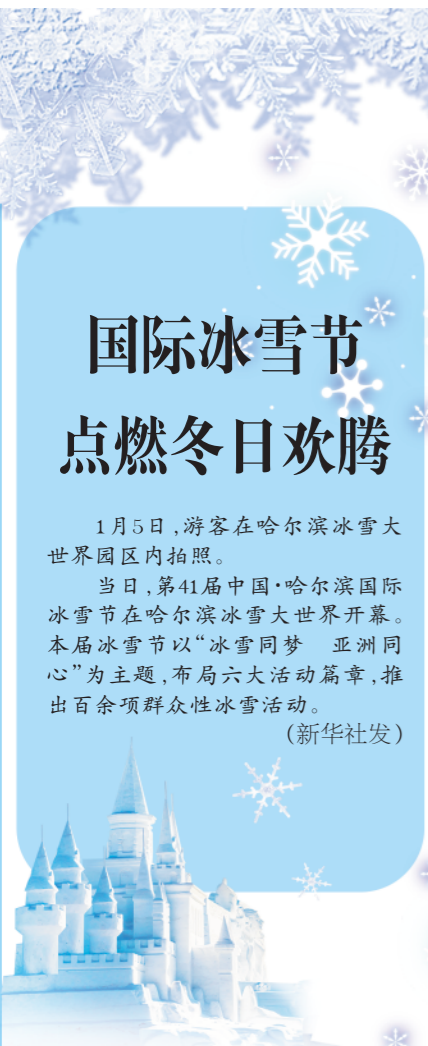 国际冰雪节
点燃冬日欢腾
1月5日,游客在哈尔滨冰雪大
世界园区内拍照。
当日,第41届中国·哈尔滨国际
冰雪节在哈尔滨冰雪大世界开幕。
本届冰雪节以“冰雪同梦　亚洲同
心”为主题,布局六大活动篇章,推
出百余项群众性冰雪活动。
(新华社发)